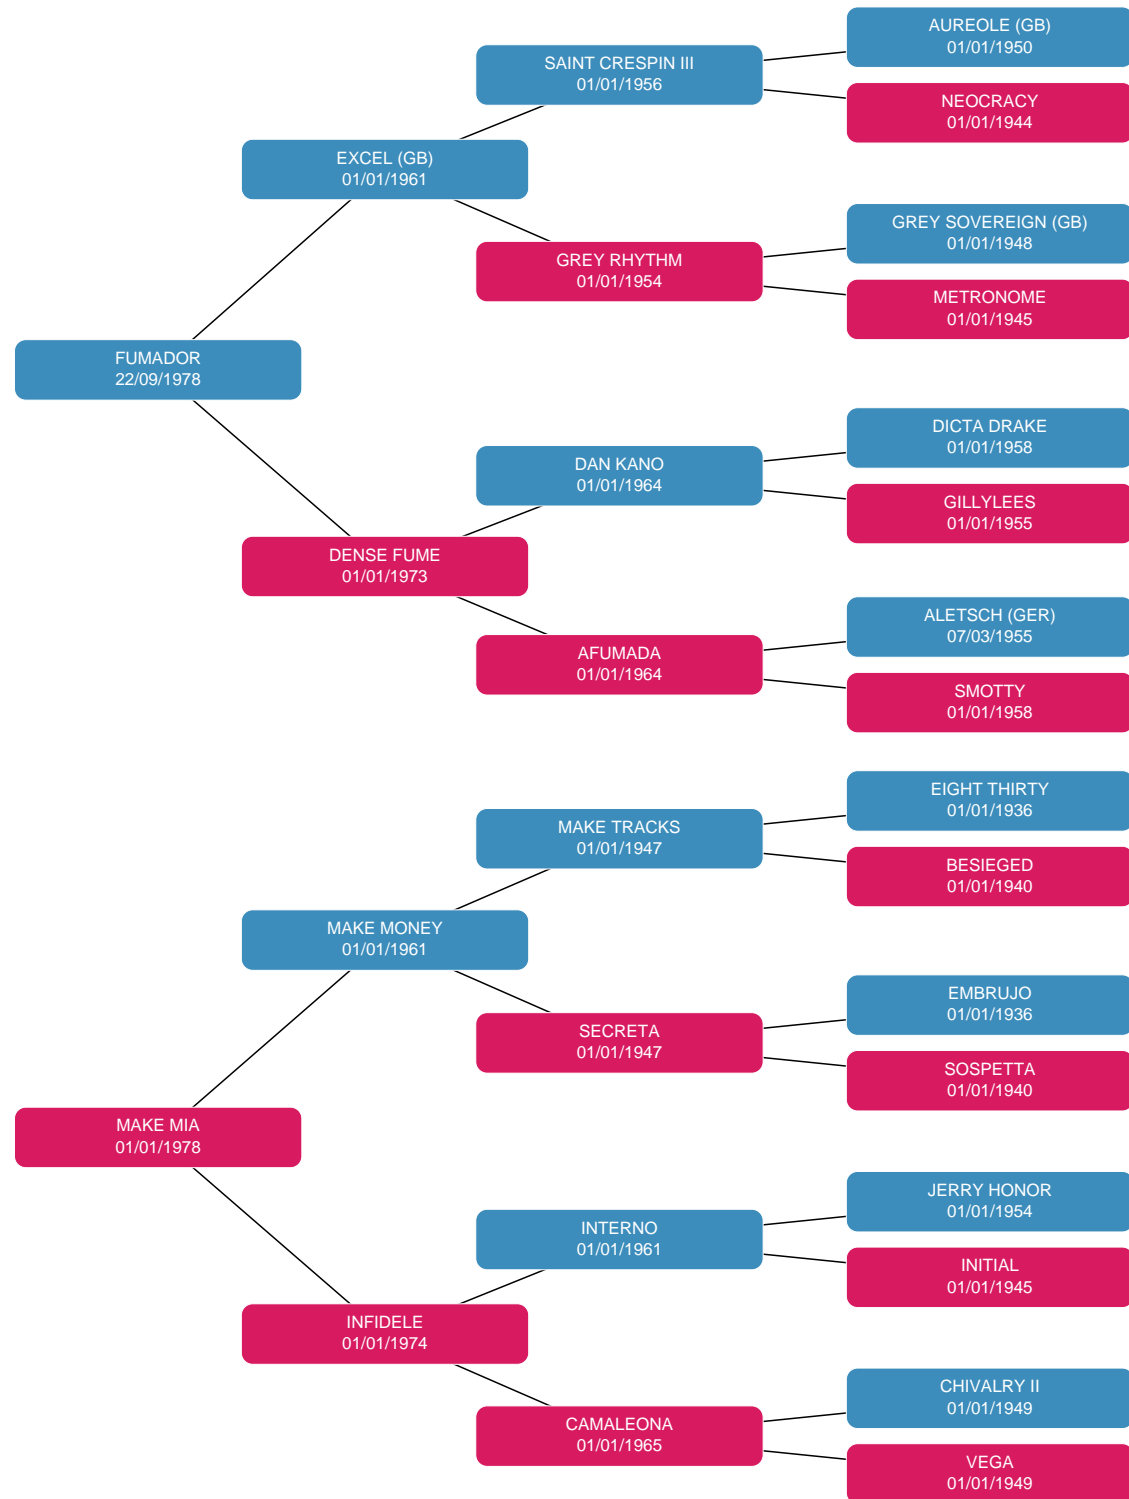 AUREOLE (GB)
01/01/1950
SAINT CRESPIN III
01/01/1956
NEOCRACY
01/01/1944
EXCEL (GB)
01/01/1961
GREY SOVEREIGN (GB)
01/01/1948
GREY RHYTHM
01/01/1954
METRONOME
01/01/1945
FUMADOR
22/09/1978
DICTA DRAKE
01/01/1958
DAN KANO
01/01/1964
GILLYLEES
01/01/1955
DENSE FUME
01/01/1973
ALETSCH (GER)
07/03/1955
AFUMADA
01/01/1964
SMOTTY
01/01/1958
EIGHT THIRTY
01/01/1936
MAKE TRACKS
01/01/1947
BESIEGED
01/01/1940
MAKE MONEY
01/01/1961
EMBRUJO
01/01/1936
SECRETA
01/01/1947
SOSPETTA
01/01/1940
MAKE MIA
01/01/1978
JERRY HONOR
01/01/1954
INTERNO
01/01/1961
INITIAL
01/01/1945
INFIDELE
01/01/1974
CHIVALRY II
01/01/1949
CAMALEONA
01/01/1965
VEGA
01/01/1949